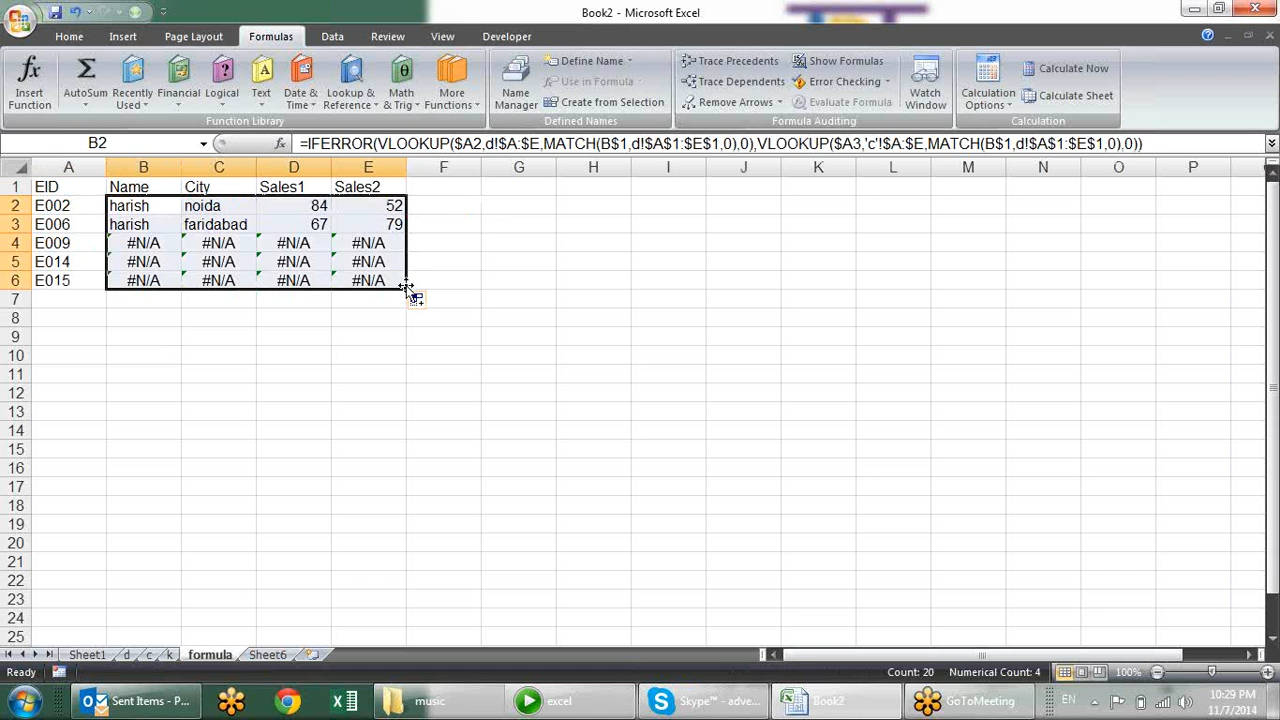 Book2 - Microsoft Excel
Home Insert Page Layout Formulas Data Review View Developer
Insert Function
AutoSum
Recently Used
Financial
Logical
Text
Date & Time
Lookup & Reference
Math & Trig
More Functions
Function Library
Name Manager
Define Name
Use in Formula
Create from Selection
Defined Names
Trace Precedents
Trace Dependents
Remove Arrows
Show Formulas
Error Checking
Evaluate Formula
Formula Auditing
Watch Window
Calculation Options
Calculate Now
Calculate Sheet
Calculation
B2 fx =IFERROR(VLOOKUP($A2,d!$A:$E,MATCH(B$1,d!$A$1:$E$1,0),0),VLOOKUP($A3,'c'!$A:$E,MATCH(B$1,d!$A$1:$E$1,0),0))
A B C D E F G H I J K L M N O P
1 EID Name City Sales1 Sales2
2 E002 harish noida 84 52
3 E006 harish faridabad 67 79
4 E009 #N/A #N/A #N/A #N/A
5 E014 #N/A #N/A #N/A #N/A
6 E015 #N/A #N/A #N/A #N/A
7
8
9
10
11
12
13
14
15
16
17
18
19
20
21
22
23
24
25
Sheet1 d c k formula Sheet6
Ready Count: 20 Numerical Count: 4 100%
Sent Items - P... music excel Skype™ - adve... Book2 GoToMeeting EN 10:29 PM
11/7/2014